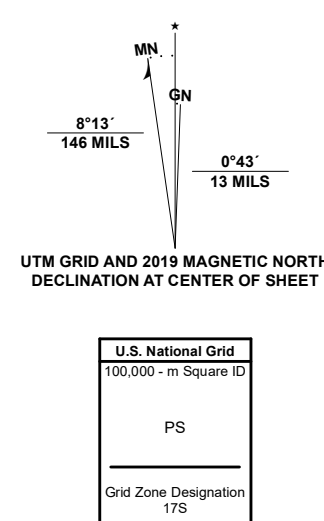 ★
MN
GN
8°13´
146 MILS
0°43´
13 MILS
UTM GRID AND 2019 MAGNETIC NORTH
DECLINATION AT CENTER OF SHEET
U.S. National Grid
100,000 - m Square ID
PS
Grid Zone Designation
17S